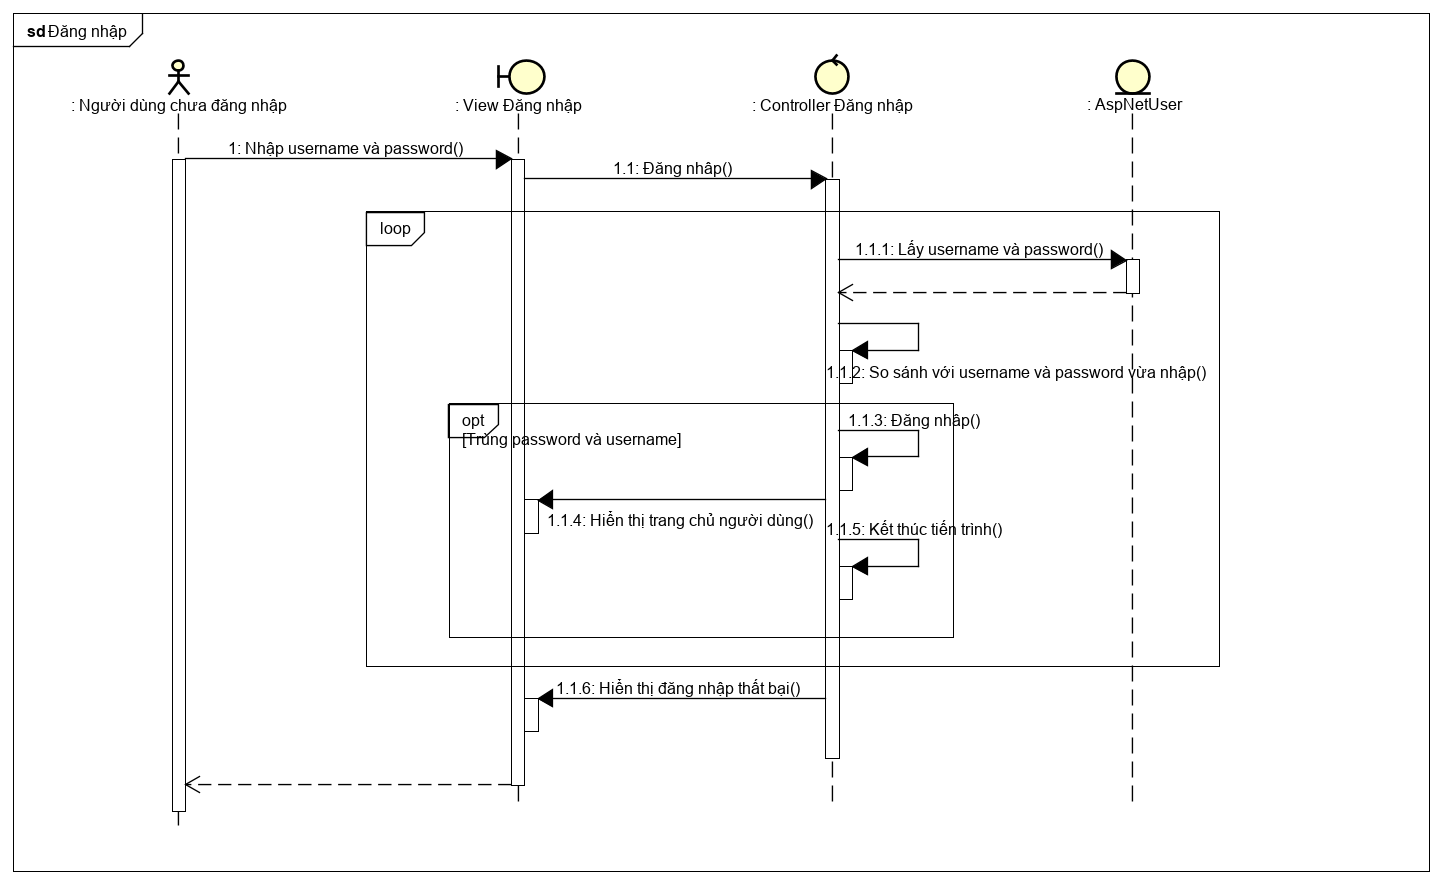 sd Đăng nhập
: Người dùng chưa đăng nhập
: View Đăng nhập
: Controller Đăng nhập
: AspNetUser
1: Nhập username và password()
1.1: Đăng nhâp()
loop
1.1.1: Lấy username và password()
1.1.2: So sánh với username và password vừa nhập()
opt
[Trùng password và username]
1.1.3: Đăng nhâp()
1.1.4: Hiển thị trang chủ người dùng()
1.1.5: Kết thúc tiến trình()
1.1.6: Hiển thị đăng nhập thất bại()